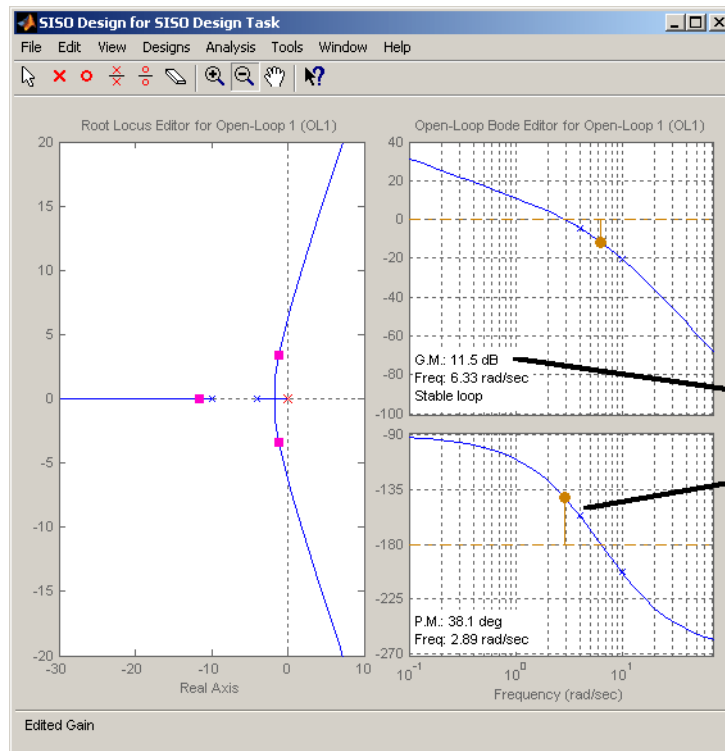 SISO Design for SISO Design Task
File Edit View Designs Analysis Tools Window Help
Root Locus Editor for Open-Loop 1 (OL1)
20
15
10
5
0
-5
-10
-15
-20
-30 -20 -10 0 10
Real Axis
Open-Loop Bode Editor for Open-Loop 1 (OL1)
40
20
0
-20
-40
-60
-80
-100
G.M.: 11.5 dB
Freq: 6.33 rad/sec
Stable loop
-90
-135
-180
-225
-270
P.M.: 38.1 deg
Freq: 2.89 rad/sec
10^-1 10^0 10^1
Frequency (rad/sec)
Edited Gain